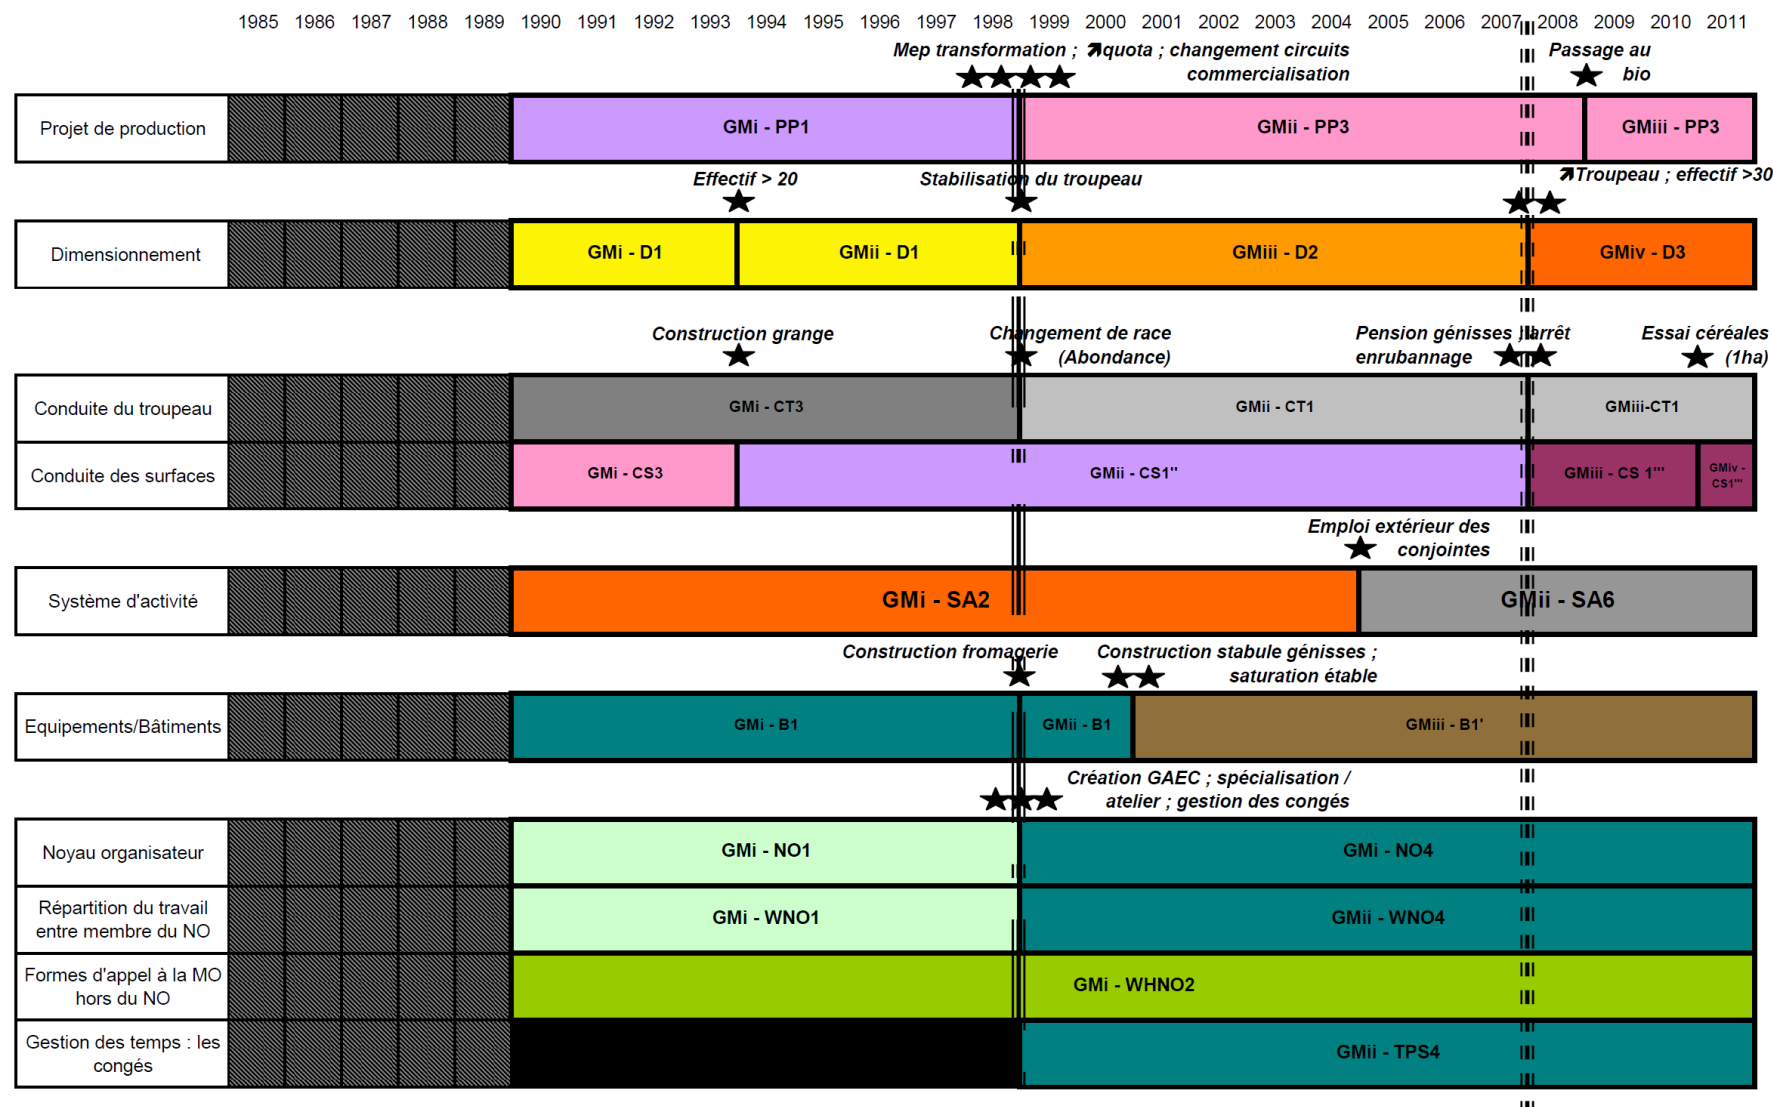 1985 1986 1987 1988 1989 1990 1991 1992 1993 1994 1995 1996 1997 1998 1999 2000 2001 2002 2003 2004 2005 2006 2007 2008 2009 2010 2011
Mep transformation ; ↗quota ; changement circuits
commercialisation
Passage au
bio
Projet de production
GMi - PP1
GMii - PP3
GMiii - PP3
Effectif > 20
Stabilisation du troupeau
↗Troupeau ; effectif >30
Dimensionnement
GMi - D1
GMii - D1
GMiii - D2
GMiv - D3
Construction grange
Changement de race
(Abondance)
Pension génisses ; arrêt
enrubannage
Essai céréales
(1ha)
Conduite du troupeau
GMi - CT3
GMii - CT1
GMiii-CT1
Conduite des surfaces
GMi - CS3
GMii - CS1"
GMiii - CS 1'"
GMiv -
CS1'"
Emploi extérieur des
conjointes
Système d'activité
GMi - SA2
GMii - SA6
Construction fromagerie
Construction stabule génisses ;
saturation étable
Equipements/Bâtiments
GMi - B1
GMii - B1
GMiii - B1'
Création GAEC ; spécialisation /
atelier ; gestion des congés
Noyau organisateur
GMi - NO1
GMi - NO4
Répartition du travail
entre membre du NO
GMi - WNO1
GMii - WNO4
Formes d'appel à la MO
hors du NO
GMi - WHNO2
Gestion des temps : les
congés
GMii - TPS4